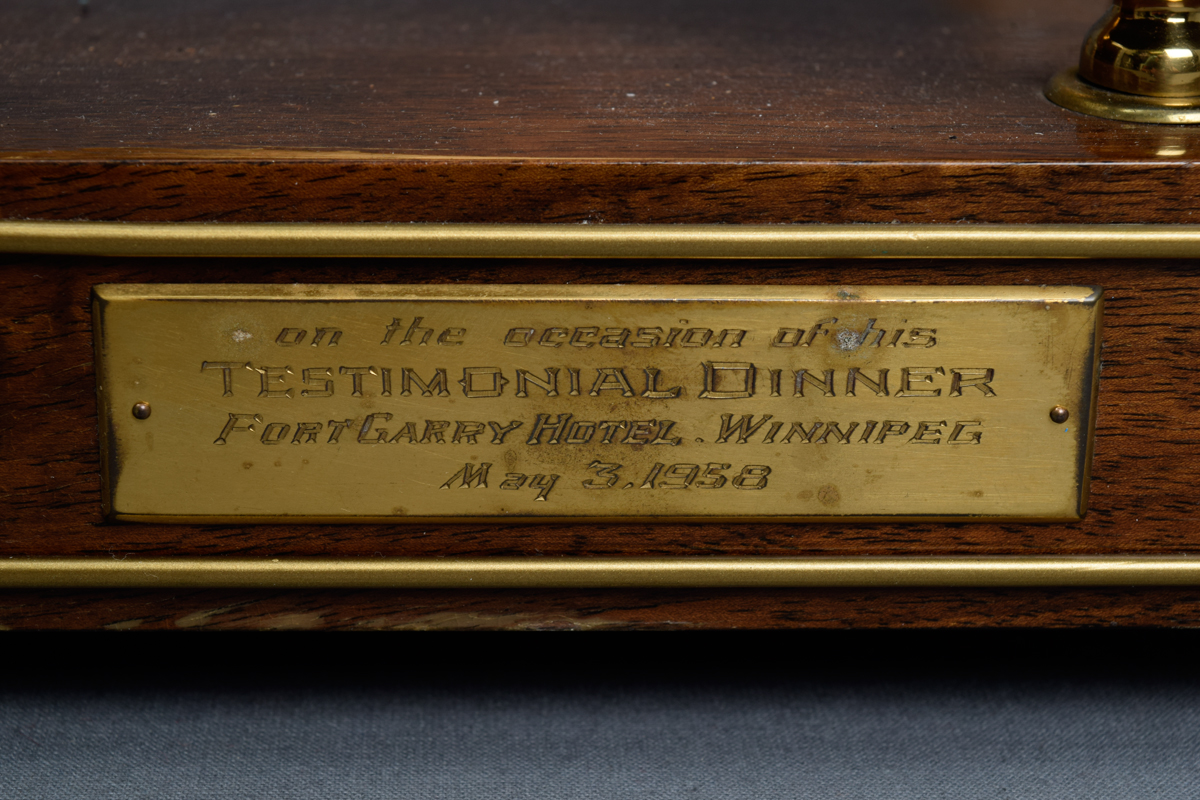 on the occasion of his
TESTIMONIAL DINNER
FORT GARRY HOTEL. WINNIPEG
May 3, 1958